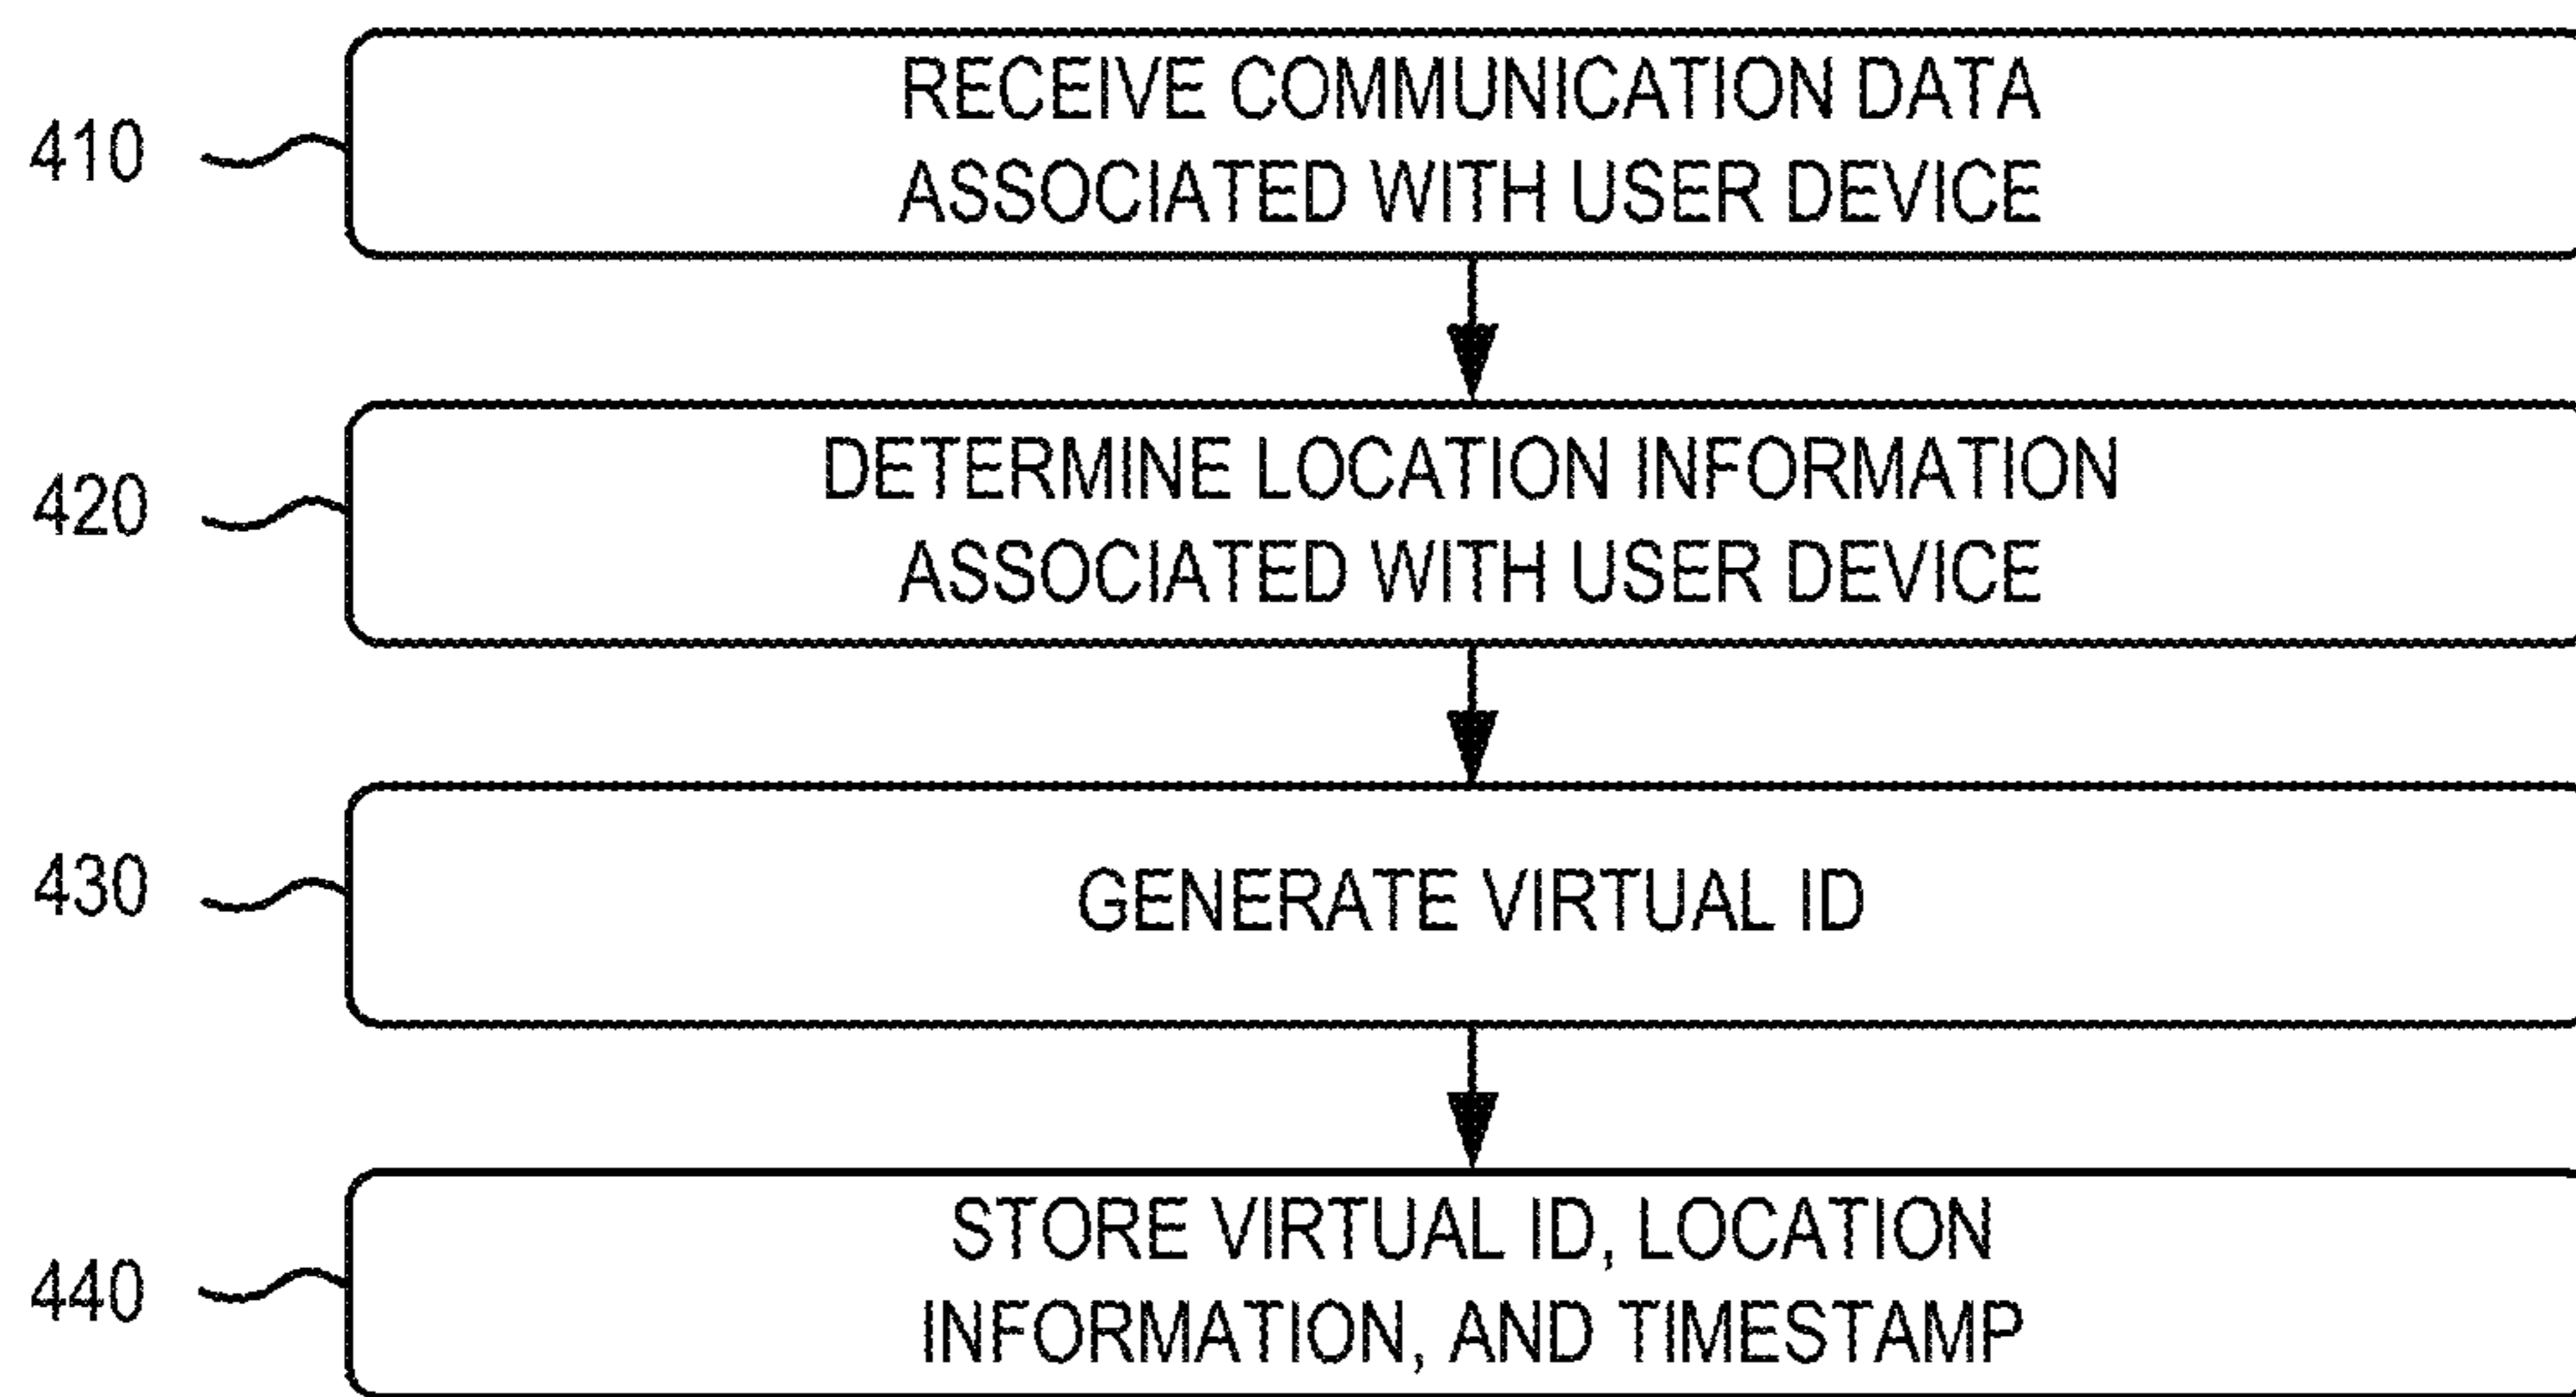 410
RECEIVE COMMUNICATION DATA
ASSOCIATED WITH USER DEVICE
420
DETERMINE LOCATION INFORMATION
ASSOCIATED WITH USER DEVICE
430
GENERATE VIRTUAL ID
440
STORE VIRTUAL ID, LOCATION
INFORMATION, AND TIMESTAMP